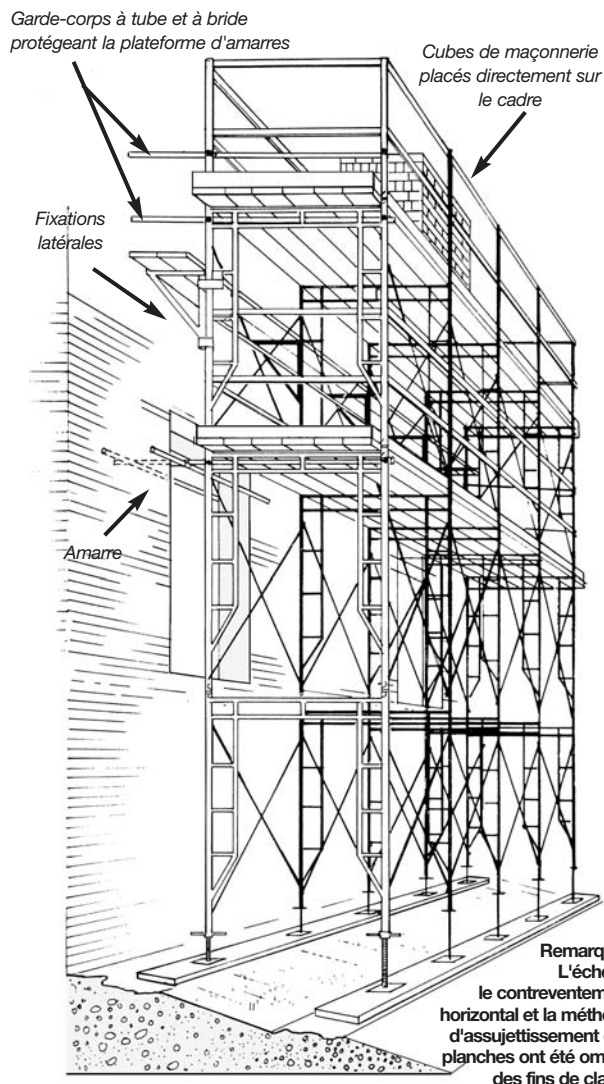 Garde-corps à tube et à bride
protégeant la plateforme d'amarres
Cubes de maçonnerie
placés directement sur
le cadre
Fixations
latérales
Amarre
Remarq
L'éche
le contreventem
horizontal et la métho
d'assujettissement
planches ont été om
des fins de cla